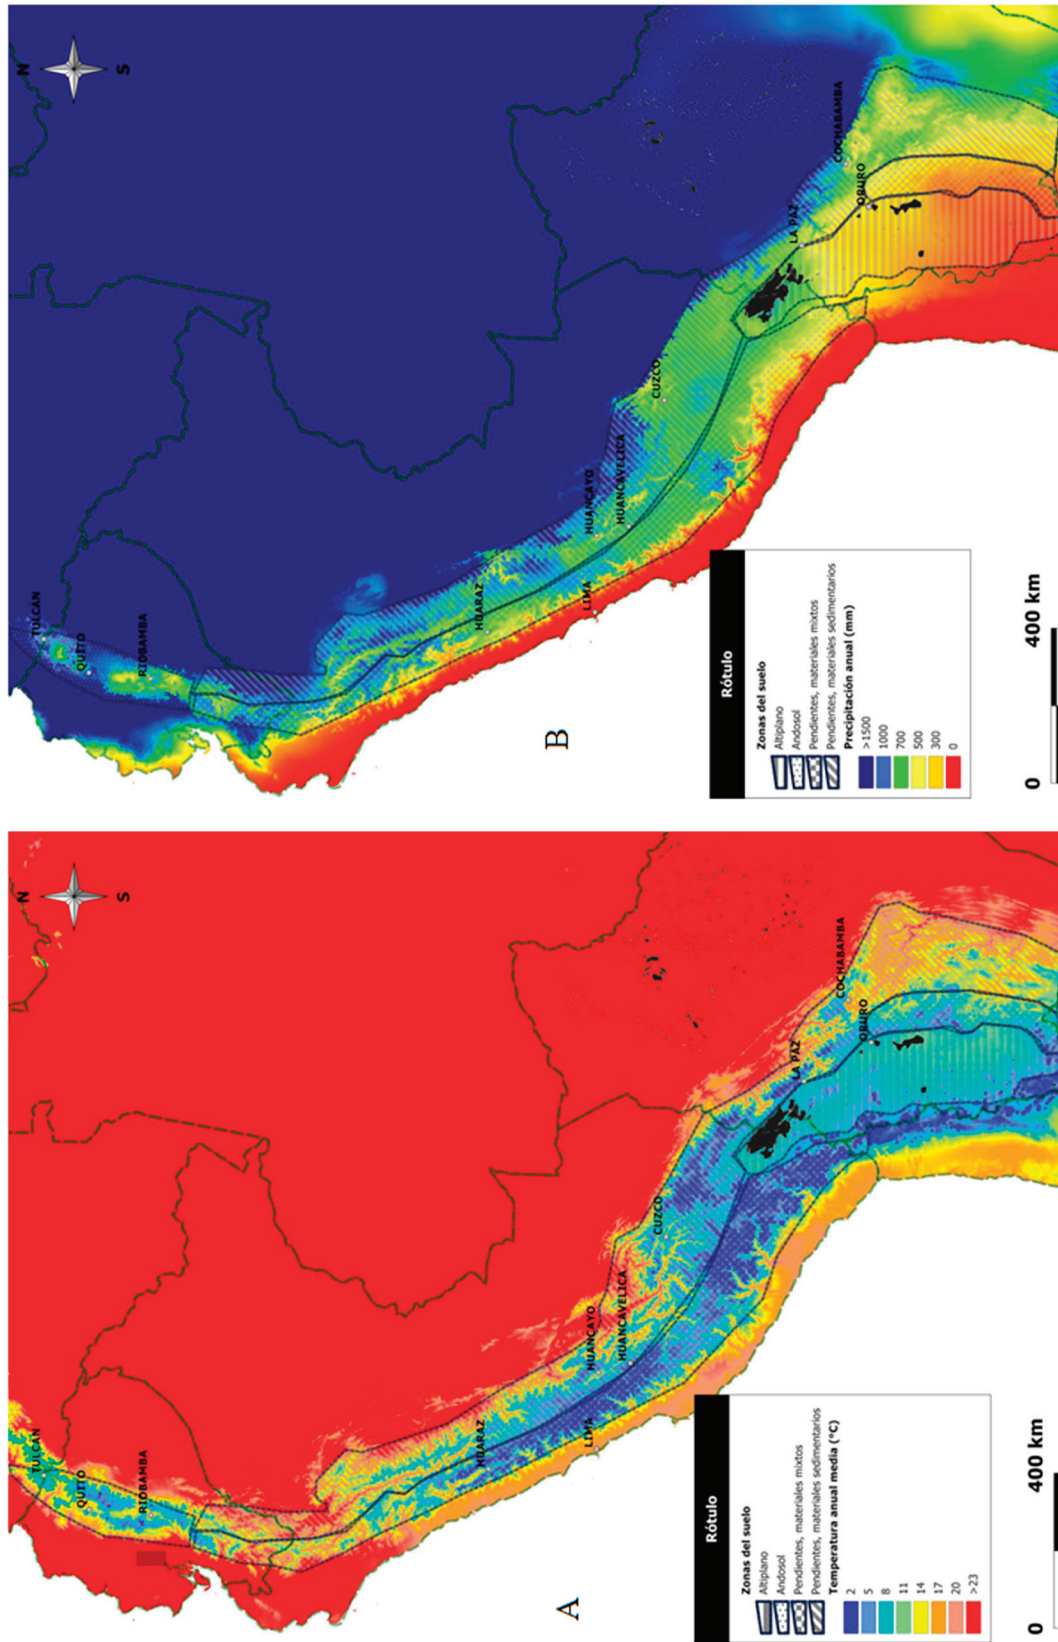 N
S
TULCÁN
QUITO
RIOBAMBA
HUARAZ
LIMA
HUANCAYO
HUANCAVELICA
CUZCO
LA PAZ
COCHABAMBA
ORURO
B
Rótulo
Zonas del suelo
Altiplano
Andosol
Pendientes, materiales mixtos
Pendientes, materiales sedimentarios
Precipitación anual (mm)
>1500
1000
700
500
300
0
0 400 km
N
S
TULCÁN
QUITO
RIOBAMBA
HUARAZ
LIMA
HUANCAYO
HUANCAVELICA
CUZCO
LA PAZ
COCHABAMBA
ORURO
A
Rótulo
Zonas del suelo
Altiplano
Andosol
Pendientes, materiales mixtos
Pendientes, materiales sedimentarios
Temperatura anual media (°C)
2
5
8
11
14
17
20
>23
0 400 km